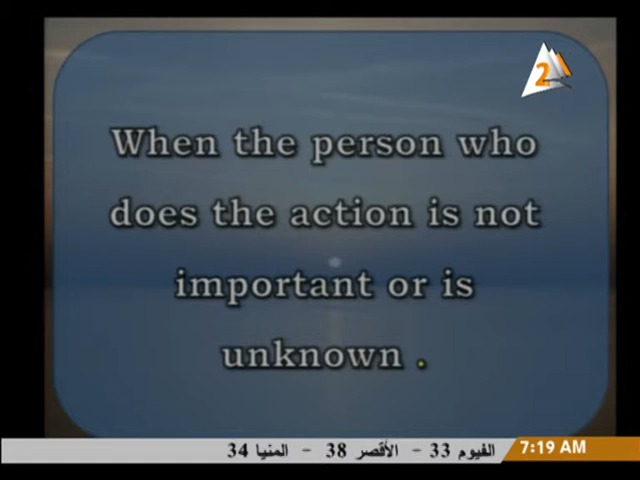 2
When the person who
does the action is not
important or is
unknown .
الفيوم 33 - الأقصر 38 - المنيا 34
7:19 AM